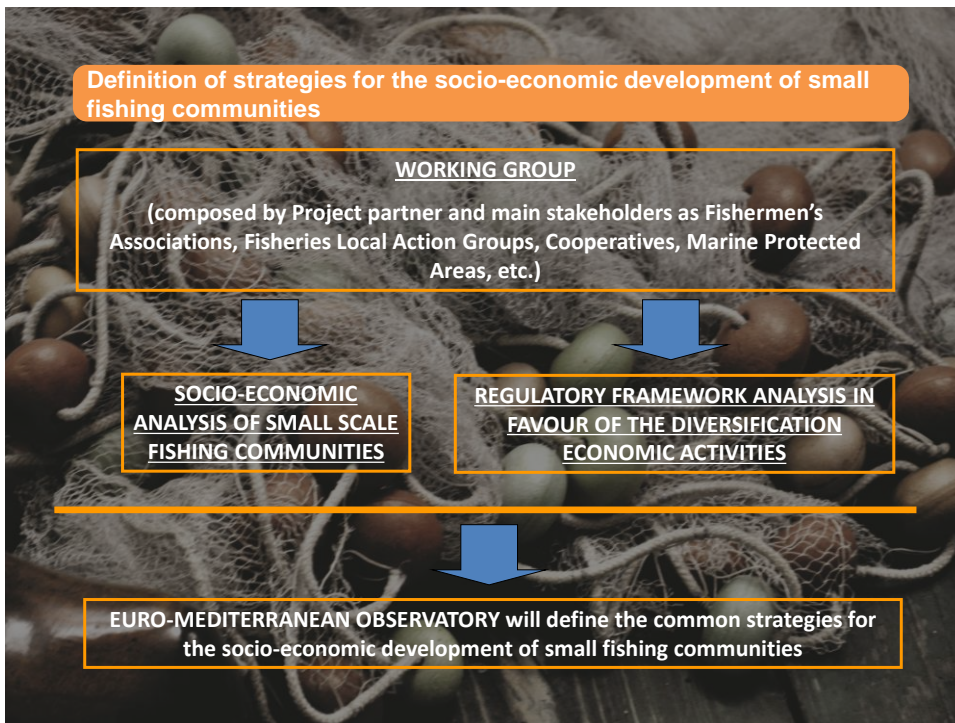 Definition of strategies for the socio-economic development of small
fishing communities
WORKING GROUP
(composed by Project partner and main stakeholders as Fishermen’s
Associations, Fisheries Local Action Groups, Cooperatives, Marine Protected
Areas, etc.)
SOCIO-ECONOMIC
ANALYSIS OF SMALL SCALE
FISHING COMMUNITIES
REGULATORY FRAMEWORK ANALYSIS IN
FAVOUR OF THE DIVERSIFICATION
ECONOMIC ACTIVITIES
EURO-MEDITERRANEAN OBSERVATORY will define the common strategies for
the socio-economic development of small fishing communities